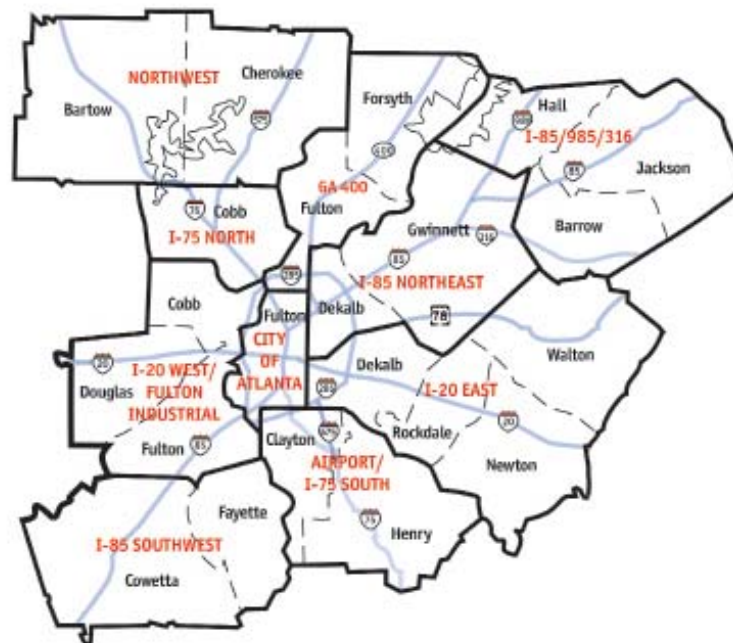 NORTHWEST
Cherokee
Bartow
575
Forsyth
400
GA 400
Fulton
Hall
985
I-85/985/316
85
Jackson
Barrow
75
Cobb
I-75 NORTH
Gwinnett
316
85
I-85 NORTHEAST
285
Dekalb
78
Cobb
Fulton
CITY
OF
ATLANTA
20
I-20 WEST/
FULTON
INDUSTRIAL
Douglas
Fulton
85
Dekalb
Walton
I-20 EAST
285
Rockdale
20
Newton
Clayton
675
AIRPORT/
I-75 SOUTH
75
Henry
Fayette
I-85 SOUTHWEST
Cowetta